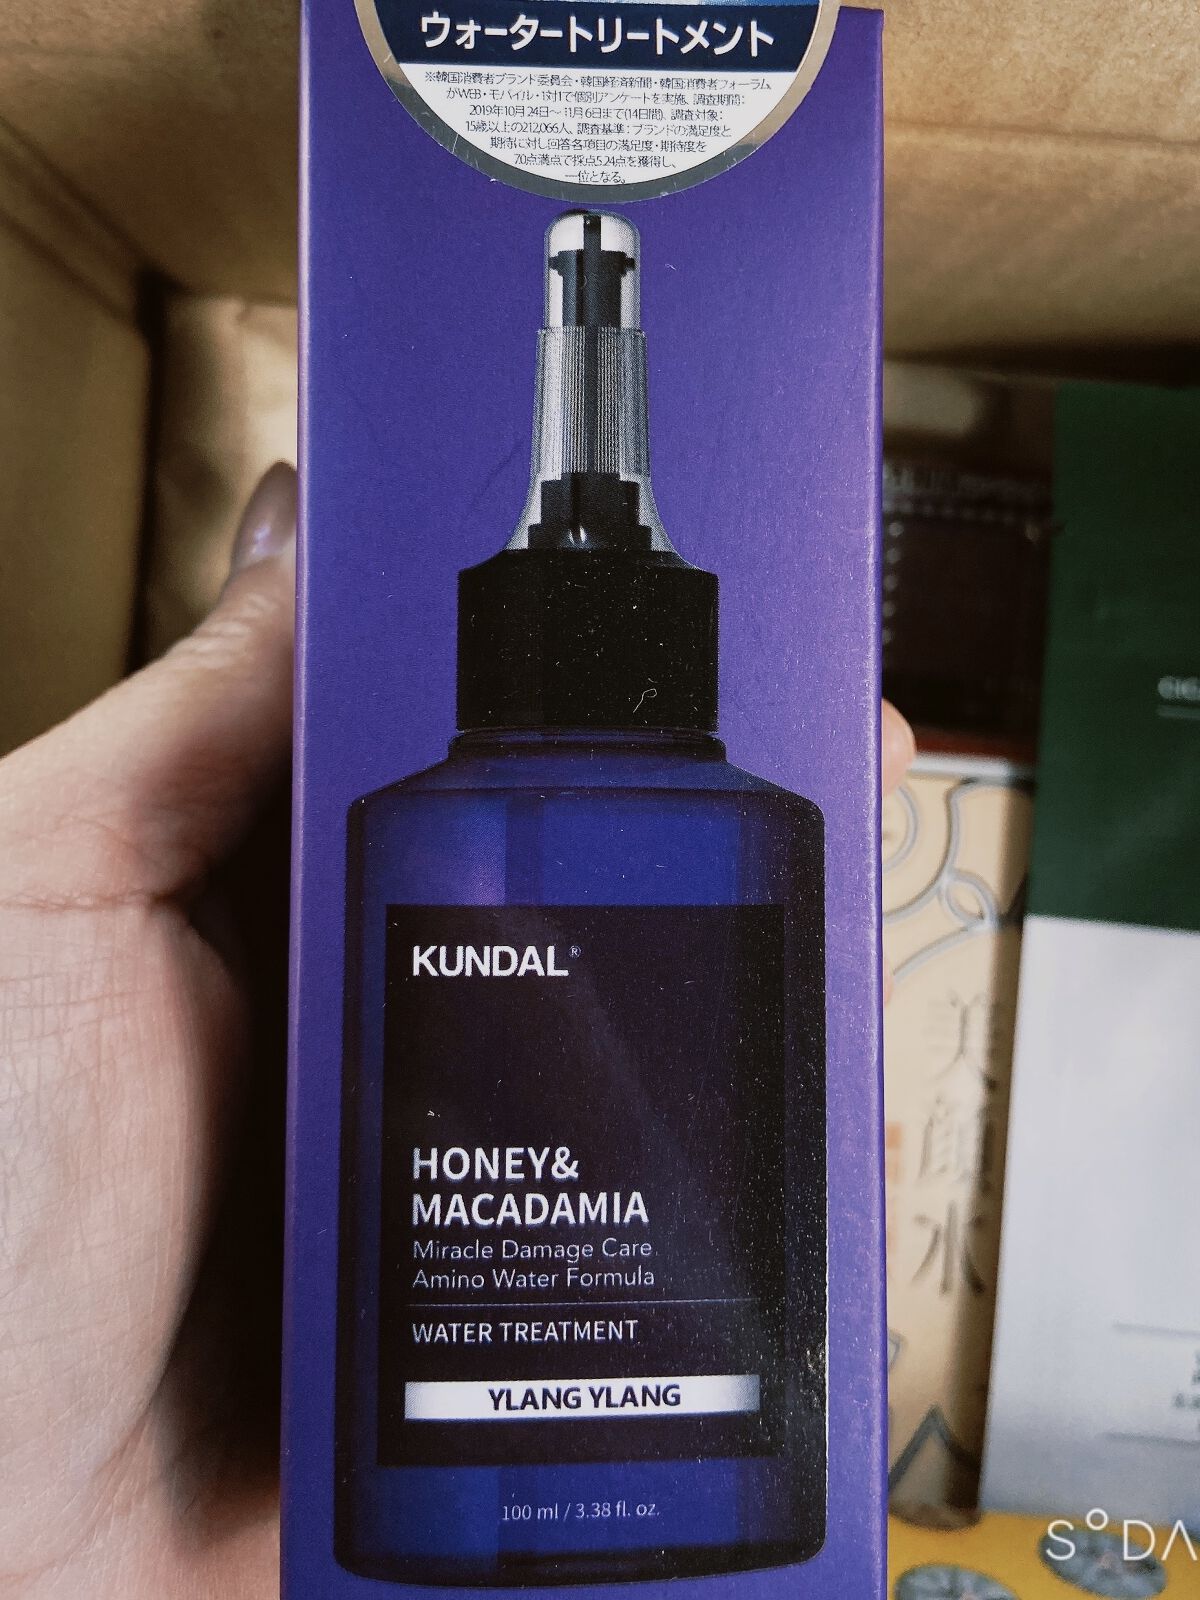 ウォータートリートメント
※韓国消費者ブランド委員会・韓国経済新聞・韓国消費者フォーラム
がWEB・モバイル・1対1で個別アンケートを実施、調査期間:
2019年10月24日〜11月6日まで(14日間)、調査対象:
15歳以上の212,066人、調査基準:ブランドの満足度と
期待に対し回答各項目の満足度・期待度を
7.0点満点で採点5.24点を獲得し、
一位となる。
KUNDAL®
HONEY&
MACADAMIA
Miracle Damage Care
Amino Water Formula
WATER TREATMENT
YLANG YLANG
100 ml / 3.38 fl. oz.
美顔水
SODA